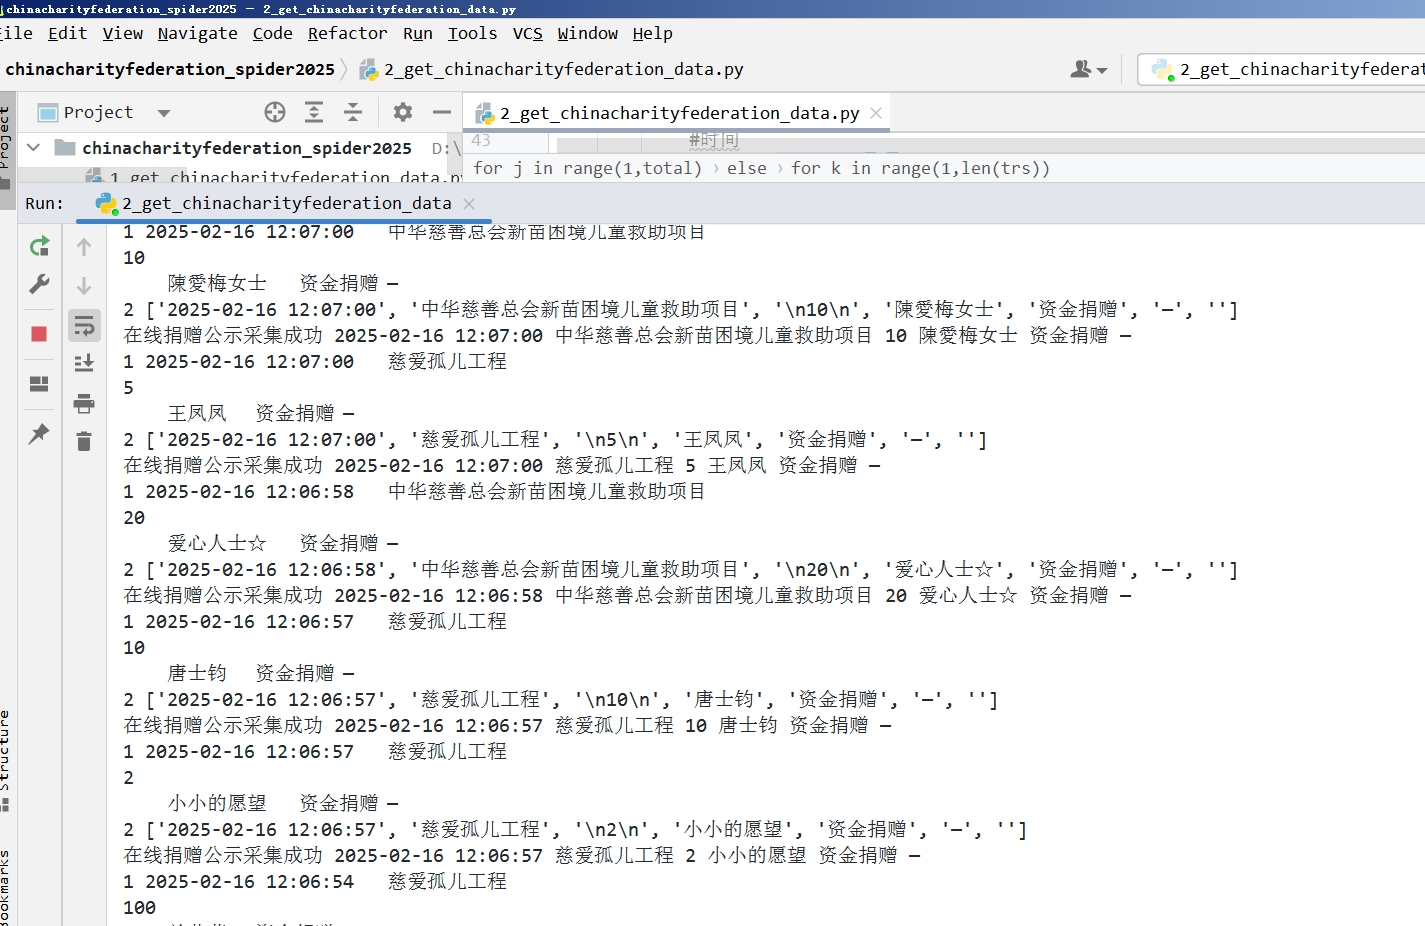 chinacharityfederation_spider2025 – 2_get_chinacharityfederation_data.py
File Edit View Navigate Code Refactor Run Tools VCS Window Help
chinacharityfederation_spider2025 2_get_chinacharityfederation_data.py
Project 2_get_chinacharityfederation_data.py
Project
43 #时间
chinacharityfederation_spider2025 D:\
1_get_chinacharityfederation_data.py
for j in range(1,total) › else › for k in range(1,len(trs))
Run: 2_get_chinacharityfederation_data
1 2025-02-16 12:07:00 中华慈善总会新苗困境儿童救助项目
10
陳愛梅女士 资金捐赠 —
2 ['2025-02-16 12:07:00', '中华慈善总会新苗困境儿童救助项目', '\n10\n', '陳愛梅女士', '资金捐赠', '—', '']
在线捐赠公示采集成功 2025-02-16 12:07:00 中华慈善总会新苗困境儿童救助项目 10 陳愛梅女士 资金捐赠 —
1 2025-02-16 12:07:00 慈爱孤儿工程
5
王凤凤 资金捐赠 —
2 ['2025-02-16 12:07:00', '慈爱孤儿工程', '\n5\n', '王凤凤', '资金捐赠', '—', '']
在线捐赠公示采集成功 2025-02-16 12:07:00 慈爱孤儿工程 5 王凤凤 资金捐赠 —
1 2025-02-16 12:06:58 中华慈善总会新苗困境儿童救助项目
20
爱心人士☆ 资金捐赠 —
2 ['2025-02-16 12:06:58', '中华慈善总会新苗困境儿童救助项目', '\n20\n', '爱心人士☆', '资金捐赠', '—', '']
在线捐赠公示采集成功 2025-02-16 12:06:58 中华慈善总会新苗困境儿童救助项目 20 爱心人士☆ 资金捐赠 —
1 2025-02-16 12:06:57 慈爱孤儿工程
10
唐士钧 资金捐赠 —
2 ['2025-02-16 12:06:57', '慈爱孤儿工程', '\n10\n', '唐士钧', '资金捐赠', '—', '']
在线捐赠公示采集成功 2025-02-16 12:06:57 慈爱孤儿工程 10 唐士钧 资金捐赠 —
1 2025-02-16 12:06:57 慈爱孤儿工程
2
小小的愿望 资金捐赠 —
2 ['2025-02-16 12:06:57', '慈爱孤儿工程', '\n2\n', '小小的愿望', '资金捐赠', '—', '']
在线捐赠公示采集成功 2025-02-16 12:06:57 慈爱孤儿工程 2 小小的愿望 资金捐赠 —
1 2025-02-16 12:06:54 慈爱孤儿工程
100
Structure
Bookmarks